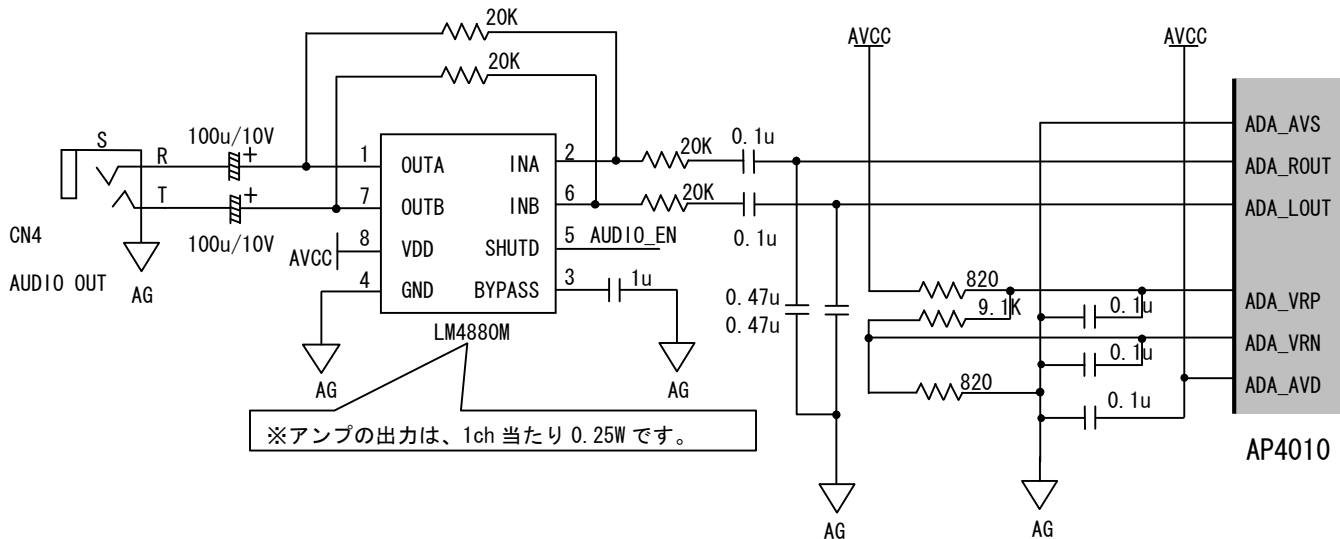 20K
20K
AVCC
AVCC
S
R
T
100u/10V
+
+
100u/10V
CN4
AUDIO OUT
AG
1
7
8
4
OUTA
OUTB
VDD
GND
INA
INB
SHUTD
BYPASS
2
6
5
3
AVCC
AG
LM4880M
20K
0.1u
20K
0.1u
AUDIO_EN
1u
AG
0.47u
0.47u
AG
820
9.1K
820
0.1u
0.1u
0.1u
AG
ADA_AVS
ADA_ROUT
ADA_LOUT
ADA_VRP
ADA_VRN
ADA_AVD
AP4010
※アンプの出力は、1ch 当たり 0.25W です。